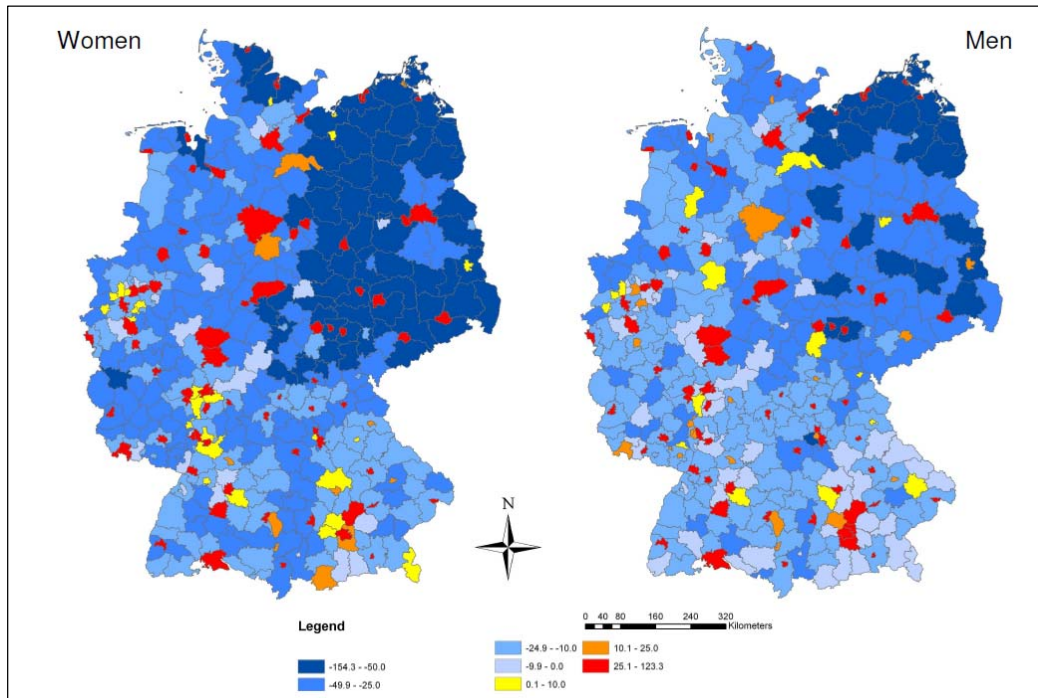 Women
Men
N
0 40 80 160 240 320
Kilometers
Legend
-154.3 - -50.0
-49.9 - -25.0
-24.9 - -10.0
-9.9 - 0.0
0.1 - 10.0
10.1 - 25.0
25.1 - 123.3